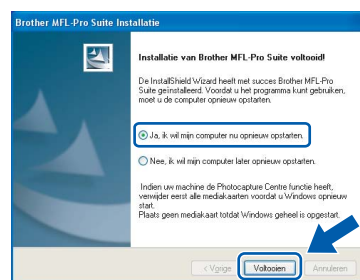 Brother MFL-Pro Suite Installatie
Installatie van Brother MFL-Pro Suite voltooid!
De InstallShield Wizard heeft met succes Brother MFL-Pro
Suite geïnstalleerd. Voordat u het programma kunt gebruiken,
moet u de computer opnieuw opstarten.
Ja, ik wil mijn computer nu opnieuw opstarten.
Nee, ik wil mijn computer later opnieuw opstarten.
Indien uw machine de Photocapture Centre functie heeft,
verwijder eerst alle mediakaarten voordat u Windows opnieuw
start.
Plaats geen mediakaart totdat Windows geheel is opgestart.
< Vorige Voltooien Annuleren